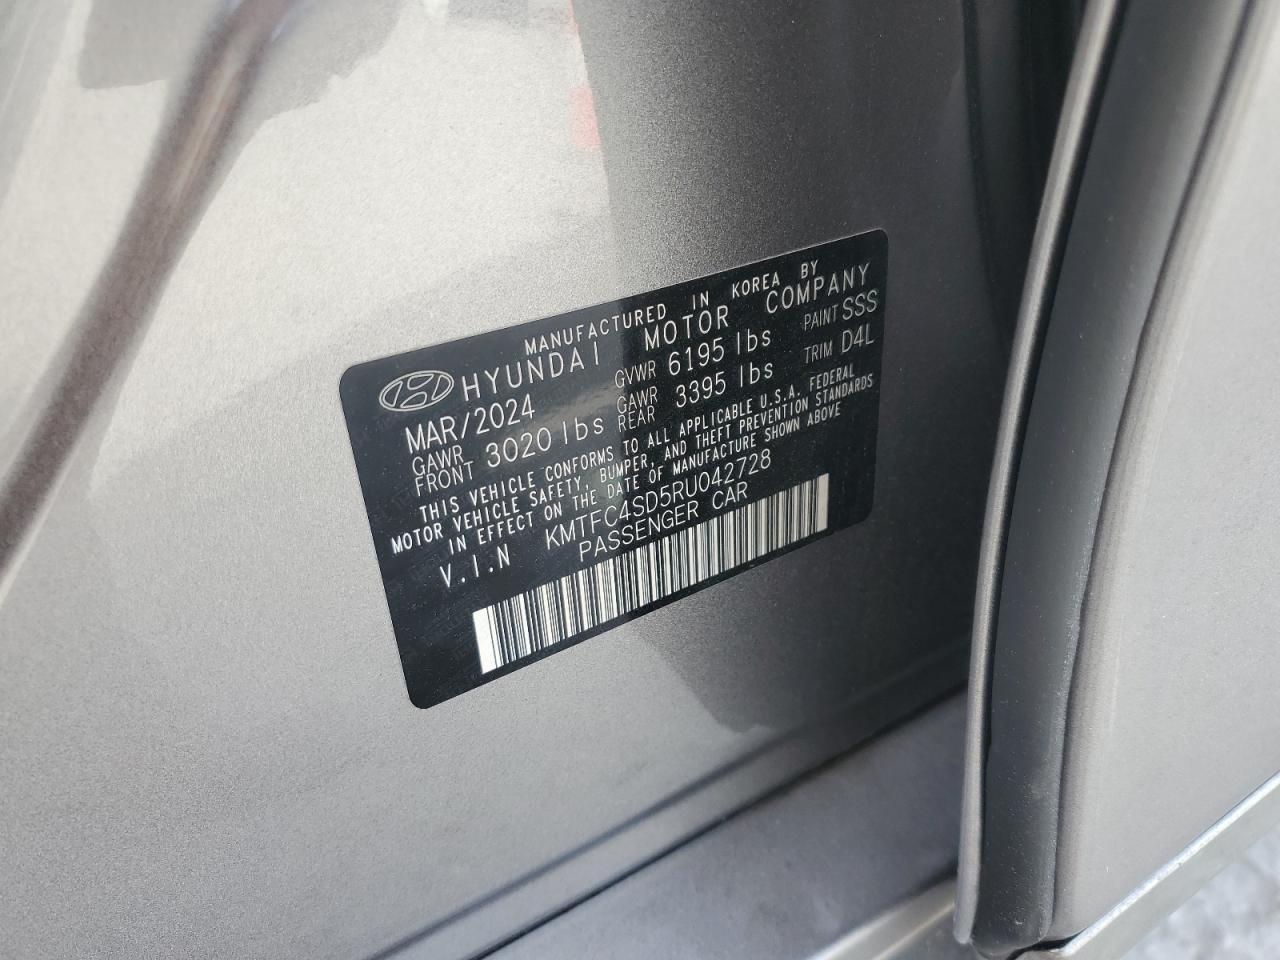 MANUFACTURED IN KOREA BY
HYUNDAI MOTOR COMPANY
MAR/2024 GVWR 6195 lbs PAINT SSS
GAWR FRONT 3020 lbs GAWR REAR 3395 lbs TRIM D4L
THIS VEHICLE CONFORMS TO ALL APPLICABLE U.S.A. FEDERAL
MOTOR VEHICLE SAFETY, BUMPER, AND THEFT PREVENTION STANDARDS
IN EFFECT ON THE DATE OF MANUFACTURE SHOWN ABOVE
V.I.N KMTFC4SD5RU042728
PASSENGER CAR